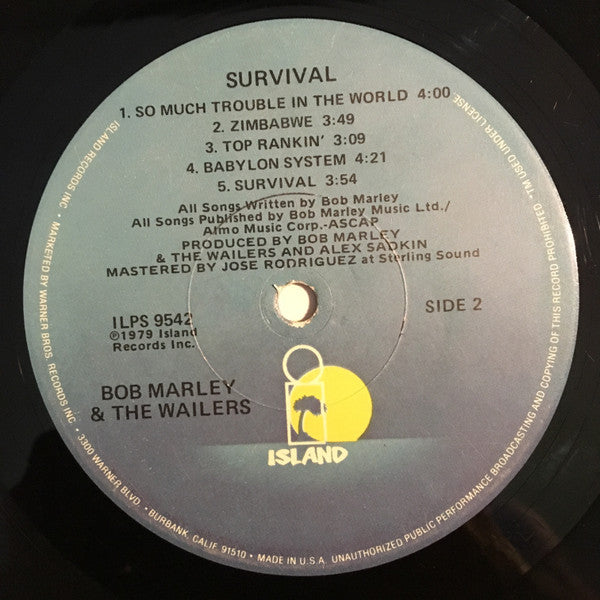 SURVIVAL
1. SO MUCH TROUBLE IN THE WORLD 4:00
2. ZIMBABWE 3:49
3. TOP RANKIN' 3:09
4. BABYLON SYSTEM 4:21
5. SURVIVAL 3:54
All Songs Written by Bob Marley
All Songs Published by Bob Marley Music Ltd./
Almo Music Corp.-ASCAP
PRODUCED BY BOB MARLEY
& THE WAILERS AND ALEX SADKIN
MASTERED BY JOSE RODRIGUEZ at Sterling Sound
ILPS 9542
℗1979 Island
Records Inc.
SIDE 2
BOB MARLEY
& THE WAILERS
ISLAND
ISLAND RECORDS INC • MARKETED BY WARNER BROS. RECORDS INC • 3300 WARNER BLVD • BURBANK, CALIF 91510 • MADE IN U.S.A. UNAUTHORIZED PUBLIC PERFORMANCE BROADCASTING AND COPYING OF THIS RECORD PROHIBITED •TM USED UNDER LICENSE